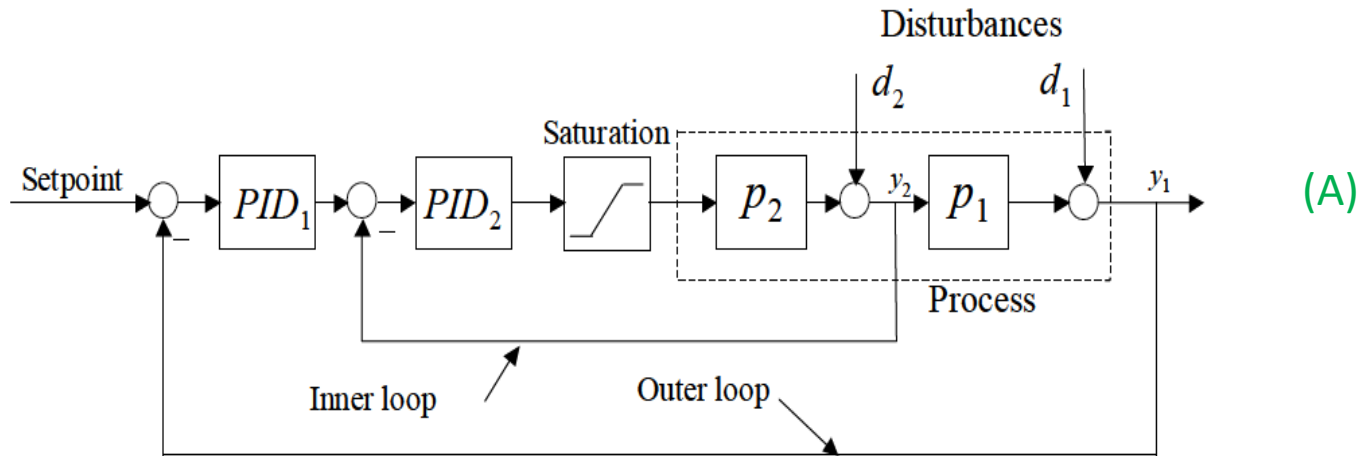 Disturbances
d₂
d₁
Saturation
Setpoint
PID₁
PID₂
p₂
y₂
p₁
y₁
(A)
−
−
Process
Inner loop
Outer loop